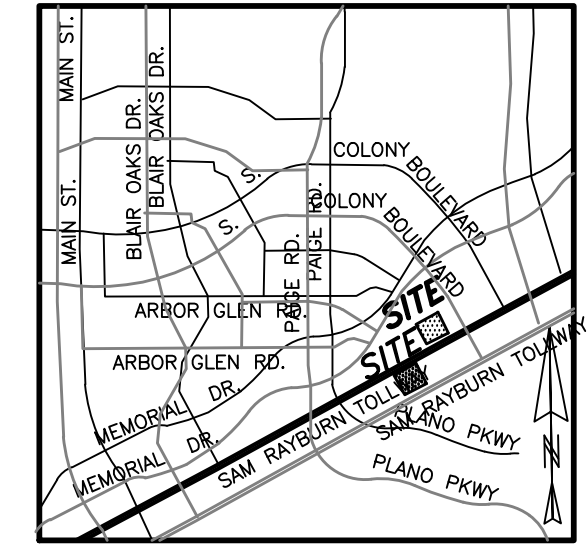 MAIN ST.
BLAIR OAKS DR.
BLAIR OAKS DR.
MAIN ST.
S. COLONY BOULEVARD
S. COLONY BOULEVARD
PAIGE RD.
PAIGE RD.
SITE
SITE
ARBOR GLEN RD.
ARBOR GLEN RD.
MEMORIAL DR.
MEMORIAL DR.
SAM RAYBURN TOLLWAY
SAM RAYBURN TOLLWAY
PLANO PKWY
PLANO PKWY
N